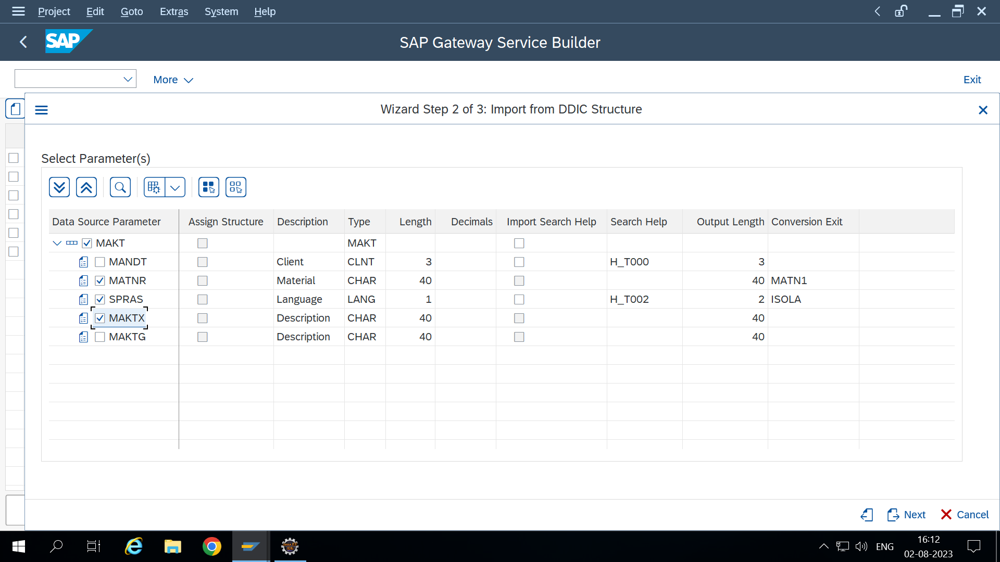 Project Edit Goto Extras System Help
SAP SAP Gateway Service Builder
More Exit
Wizard Step 2 of 3: Import from DDIC Structure
Select Parameter(s)
Data Source Parameter Assign Structure Description Type Length Decimals Import Search Help Search Help Output Length Conversion Exit
MAKT MAKT
MANDT Client CLNT 3 H_T000 3
MATNR Material CHAR 40 40 MATN1
SPRAS Language LANG 1 H_T002 2 ISOLA
MAKTX Description CHAR 40 40
MAKTG Description CHAR 40 40
Next Cancel
Java EE IDE
ENG 16:12
02-08-2023